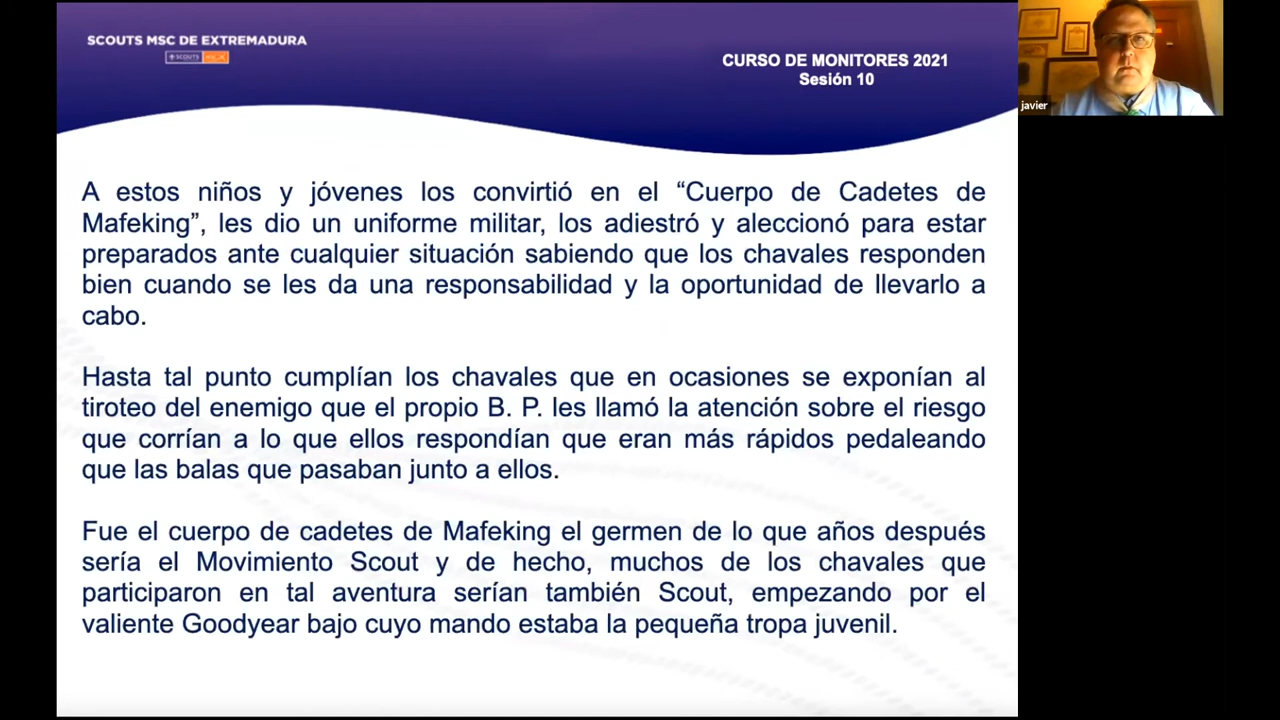 SCOUTS MSC DE EXTREMADURA
SCOUTS
CURSO DE MONITORES 2021
Sesión 10
javier
A estos niños y jóvenes los convirtió en el “Cuerpo de Cadetes de
Mafeking”, les dio un uniforme militar, los adiestró y aleccionó para estar
preparados ante cualquier situación sabiendo que los chavales responden
bien cuando se les da una responsabilidad y la oportunidad de llevarlo a
cabo.
Hasta tal punto cumplían los chavales que en ocasiones se exponían al
tiroteo del enemigo que el propio B. P. les llamó la atención sobre el riesgo
que corrían a lo que ellos respondían que eran más rápidos pedaleando
que las balas que pasaban junto a ellos.
Fue el cuerpo de cadetes de Mafeking el germen de lo que años después
sería el Movimiento Scout y de hecho, muchos de los chavales que
participaron en tal aventura serían también Scout, empezando por el
valiente Goodyear bajo cuyo mando estaba la pequeña tropa juvenil.